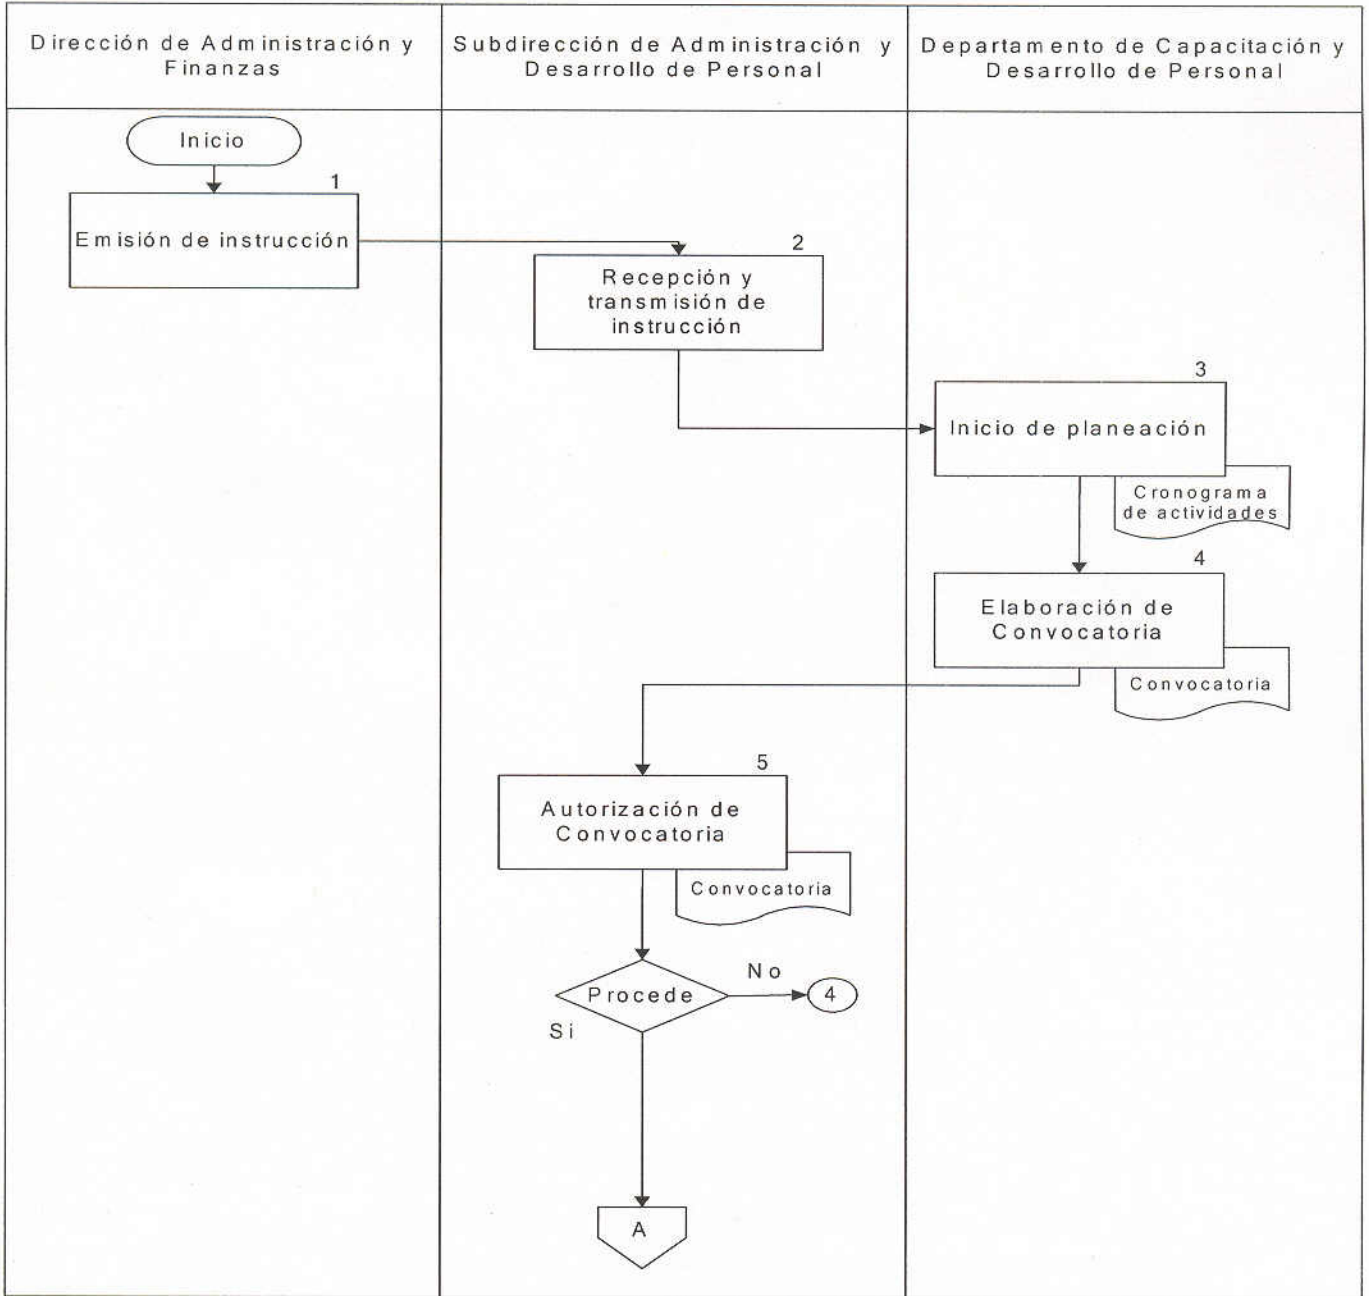 Dirección de Administración y
Finanzas
Subdirección de Administración y
Desarrollo de Personal
Departamento de Capacitación y
Desarrollo de Personal
Inicio
1
Emisión de instrucción
2
Recepción y
transmisión de
instrucción
3
Inicio de planeación
Cronograma
de actividades
4
Elaboración de
Convocatoria
Convocatoria
5
Autorización de
Convocatoria
Convocatoria
Procede
No
4
Si
A